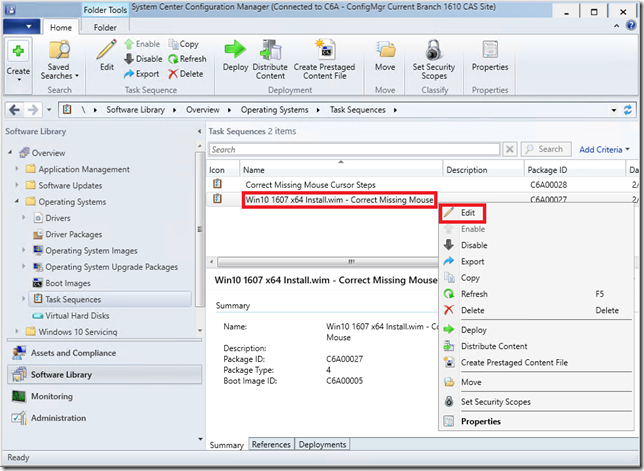 Folder Tools
System Center Configuration Manager (Connected to C6A - ConfigMgr Current Branch 1610 CAS Site)
Home
Folder
Create
Saved Searches
Search
Edit
Enable
Disable
Export
Copy
Refresh
Delete
Task Sequence
Deploy
Distribute Content
Create Prestaged Content File
Deployment
Move
Move
Set Security Scopes
Classify
Properties
Properties
\ Software Library Overview Operating Systems Task Sequences
Software Library
Overview
Application Management
Software Updates
Operating Systems
Drivers
Driver Packages
Operating System Images
Operating System Upgrade Packages
Boot Images
Task Sequences
Virtual Hard Disks
Windows 10 Servicing
Assets and Compliance
Software Library
Monitoring
Administration
Task Sequences 2 items
Search
Search
Add Criteria
Icon Name Description Package ID Da
Correct Missing Mouse Cursor Steps C6A00028 2/
Win10 1607 x64 Install.wim - Correct Missing Mouse C6A00027 2/
Edit
Enable
Disable
Export
Copy
Refresh F5
Delete Delete
Deploy
Distribute Content
Create Prestaged Content File
Move
Set Security Scopes
Properties
Win10 1607 x64 Install.wim - Correct Missing Mouse
Summary
Name: Win10 1607 x64 Install.wim - Co
Mouse
Description:
Package ID: C6A00027
Package Type: 4
Boot Image ID: C6A00005
Summary References Deployments
Ready